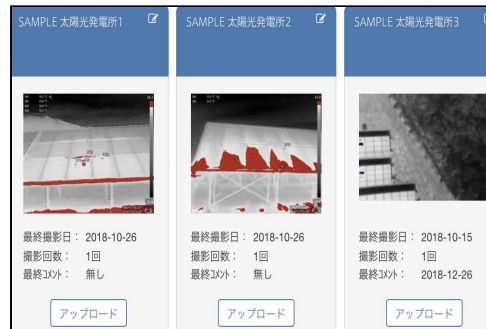 SAMPLE 太陽光発電所1
最終撮影日： 2018-10-26
撮影回数： 1回
最終コメント： 無し
アップロード
SAMPLE 太陽光発電所2
最終撮影日： 2018-10-26
撮影回数： 1回
最終コメント： 無し
アップロード
SAMPLE 太陽光発電所3
最終撮影日： 2018-10-15
撮影回数： 1回
最終コメント： 2018-12-26
アップロード